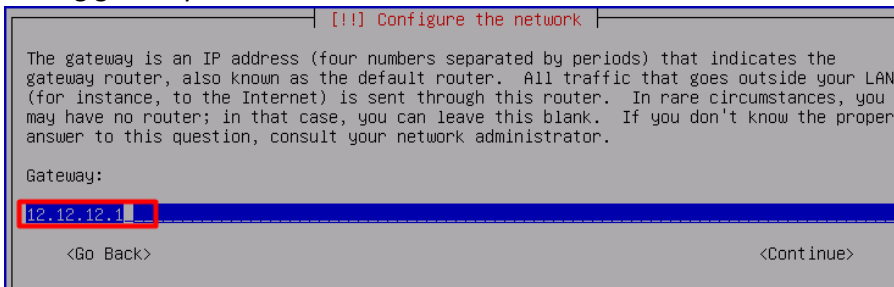 [!!] Configure the network
The gateway is an IP address (four numbers separated by periods) that indicates the
gateway router, also known as the default router.  All traffic that goes outside your LAN
(for instance, to the Internet) is sent through this router.  In rare circumstances, you
may have no router; in that case, you can leave this blank.  If you don't know the proper
answer to this question, consult your network administrator.
Gateway:
12.12.12.1
<Go Back> <Continue>